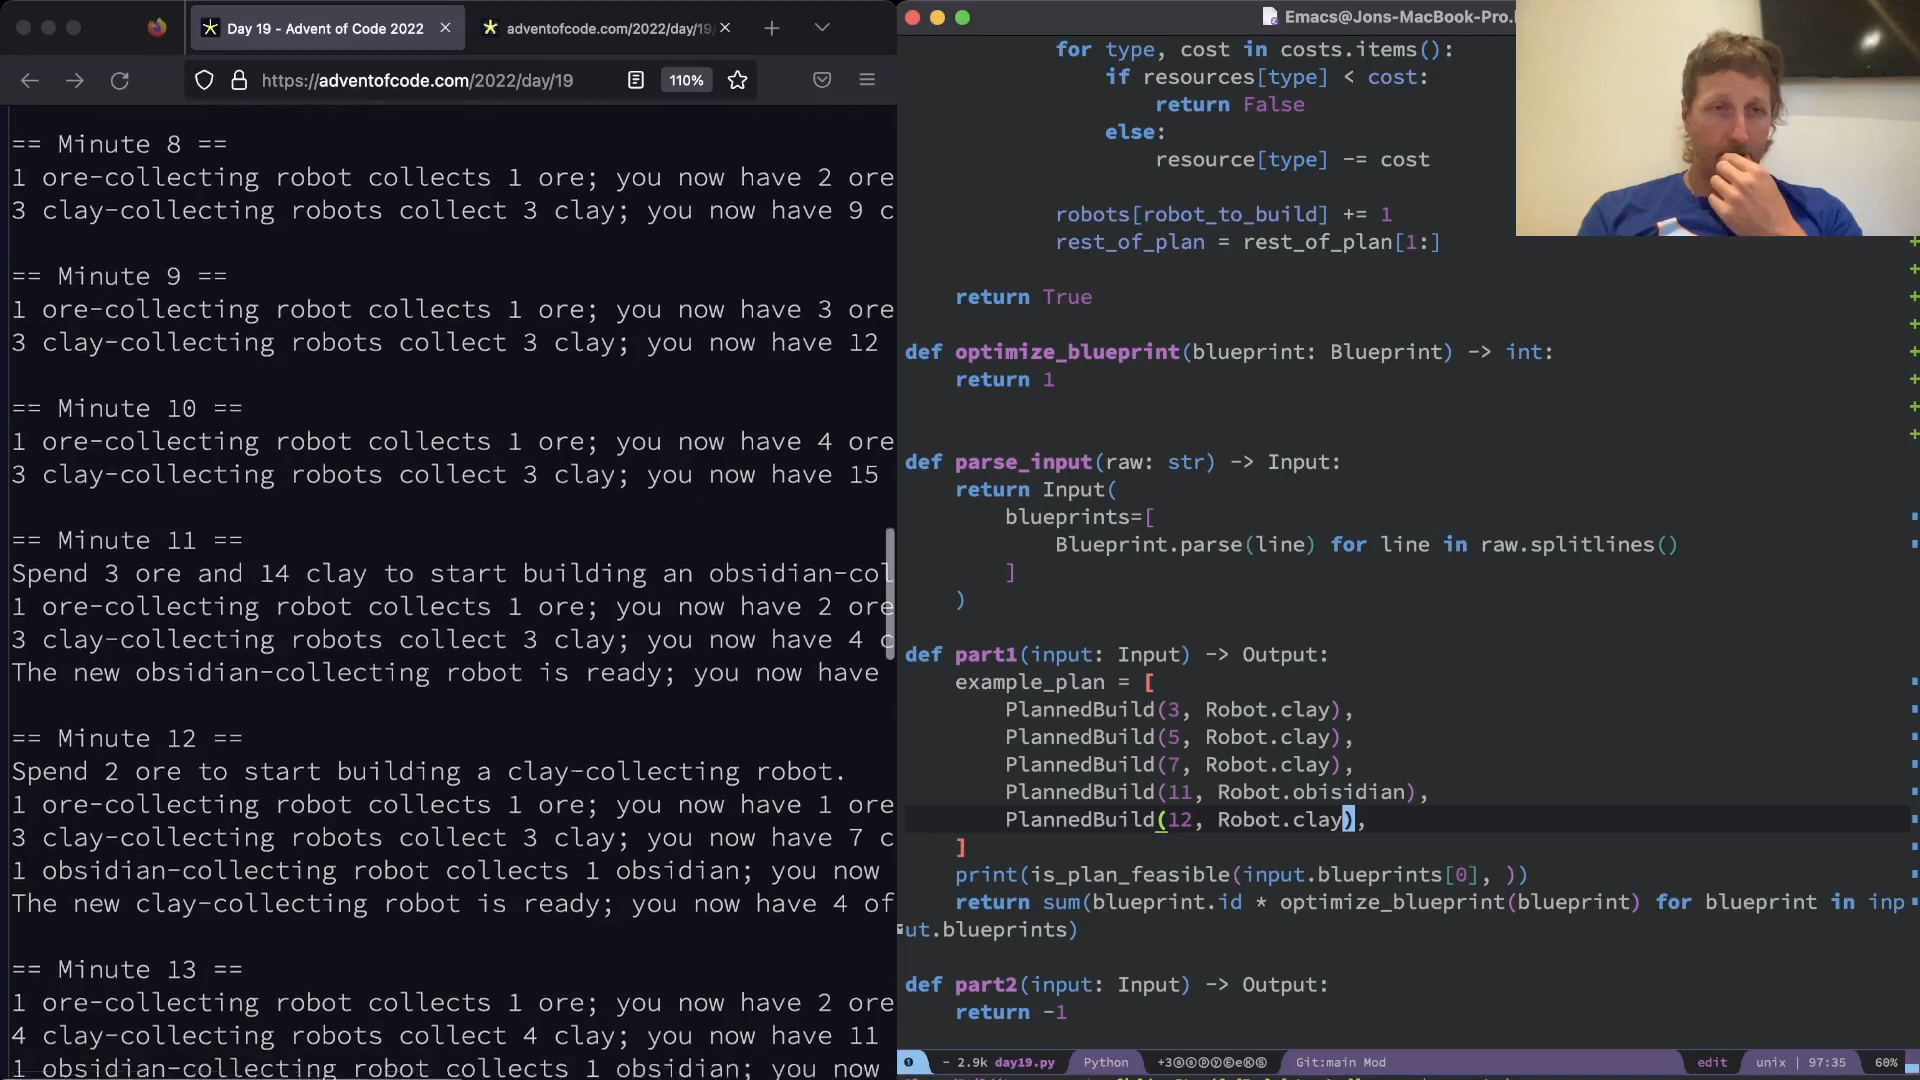 Day 19 - Advent of Code 2022
adventofcode.com/2022/day/19
https://adventofcode.com/2022/day/19
110%
== Minute 8 ==
1 ore-collecting robot collects 1 ore; you now have 2 ore
3 clay-collecting robots collect 3 clay; you now have 9 c
== Minute 9 ==
1 ore-collecting robot collects 1 ore; you now have 3 ore
3 clay-collecting robots collect 3 clay; you now have 12
== Minute 10 ==
1 ore-collecting robot collects 1 ore; you now have 4 ore
3 clay-collecting robots collect 3 clay; you now have 15
== Minute 11 ==
Spend 3 ore and 14 clay to start building an obsidian-col
1 ore-collecting robot collects 1 ore; you now have 2 ore
3 clay-collecting robots collect 3 clay; you now have 4 c
The new obsidian-collecting robot is ready; you now have
== Minute 12 ==
Spend 2 ore to start building a clay-collecting robot.
1 ore-collecting robot collects 1 ore; you now have 1 ore
3 clay-collecting robots collect 3 clay; you now have 7 c
1 obsidian-collecting robot collects 1 obsidian; you now
The new clay-collecting robot is ready; you now have 4 of
== Minute 13 ==
1 ore-collecting robot collects 1 ore; you now have 2 ore
4 clay-collecting robots collect 4 clay; you now have 11
1 obsidian-collecting robot collects 1 obsidian; you now
Emacs@Jons-MacBook-Pro.
for type, cost in costs.items():
if resources[type] < cost:
return False
else:
resource[type] -= cost
robots[robot_to_build] += 1
rest_of_plan = rest_of_plan[1:]
return True
def optimize_blueprint(blueprint: Blueprint) -> int:
return 1
def parse_input(raw: str) -> Input:
return Input(
blueprints=[
Blueprint.parse(line) for line in raw.splitlines()
]
)
def part1(input: Input) -> Output:
example_plan = [
PlannedBuild(3, Robot.clay),
PlannedBuild(5, Robot.clay),
PlannedBuild(7, Robot.clay),
PlannedBuild(11, Robot.obisidian),
PlannedBuild(12, Robot.clay),
]
print(is_plan_feasible(input.blueprints[0], ))
return sum(blueprint.id * optimize_blueprint(blueprint) for blueprint in inp
ut.blueprints)
def part2(input: Input) -> Output:
return -1
- 2.9k day19.py Python Git:main Mod edit unix | 97:35 60%